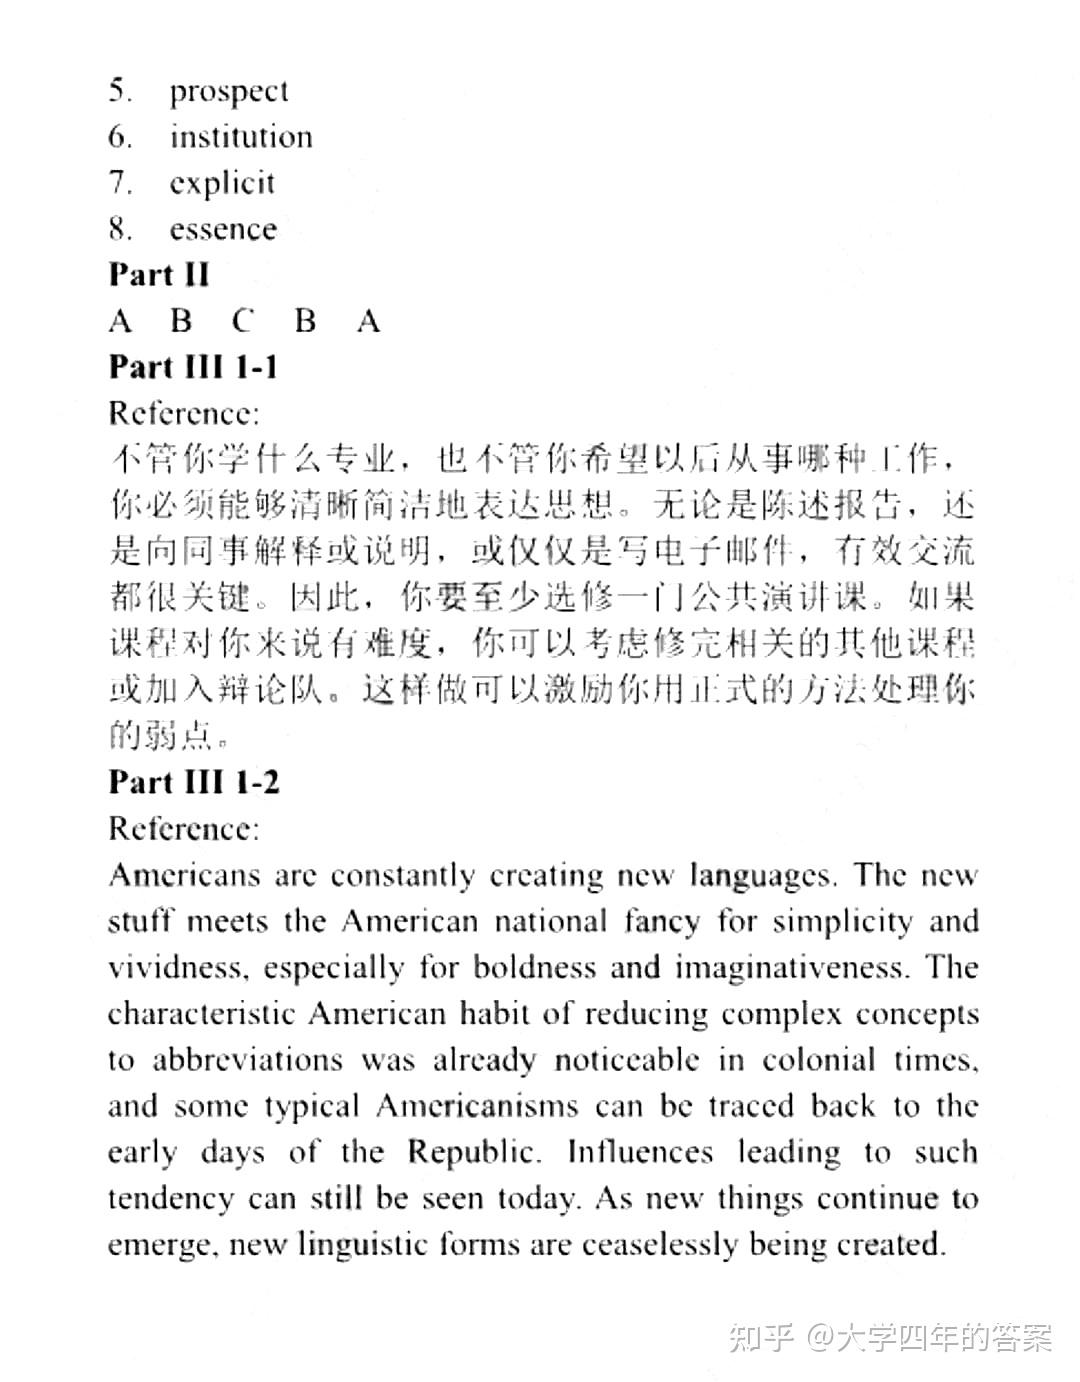 5. prospect
6. institution
7. explicit
8. essence
Part II
A B C B A
Part III 1-1
Reference:
不管你学什么专业，也不管你希望以后从事哪种工作，
你必须能够清晰简洁地表达思想。无论是陈述报告，还
是向同事解释或说明，或仅仅是写电子邮件，有效交流
都很关键。因此，你要至少选修一门公共演讲课。如果
课程对你来说有难度，你可以考虑修完相关的其他课程
或加入辩论队。这样做可以激励你用正式的方法处理你
的弱点。
Part III 1-2
Reference:
Americans are constantly creating new languages. The new
stuff meets the American national fancy for simplicity and
vividness, especially for boldness and imaginativeness. The
characteristic American habit of reducing complex concepts
to abbreviations was already noticeable in colonial times,
and some typical Americanisms can be traced back to the
early days of the Republic. Influences leading to such
tendency can still be seen today. As new things continue to
emerge, new linguistic forms are ceaselessly being created.
知乎 @大学四年的答案